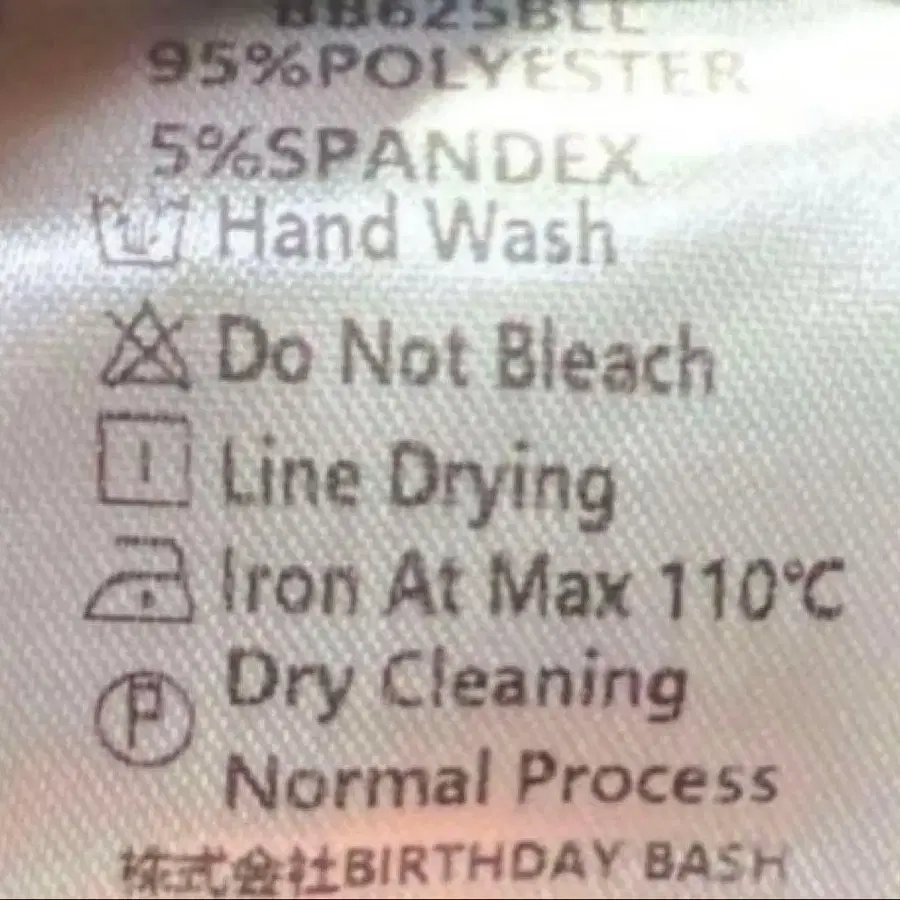 95%POLYESTER
5%SPANDEX
Hand Wash
Do Not Bleach
Line Drying
Iron At Max 110℃
Dry Cleaning
P
Normal Process
株式会社BIRTHDAY BASH